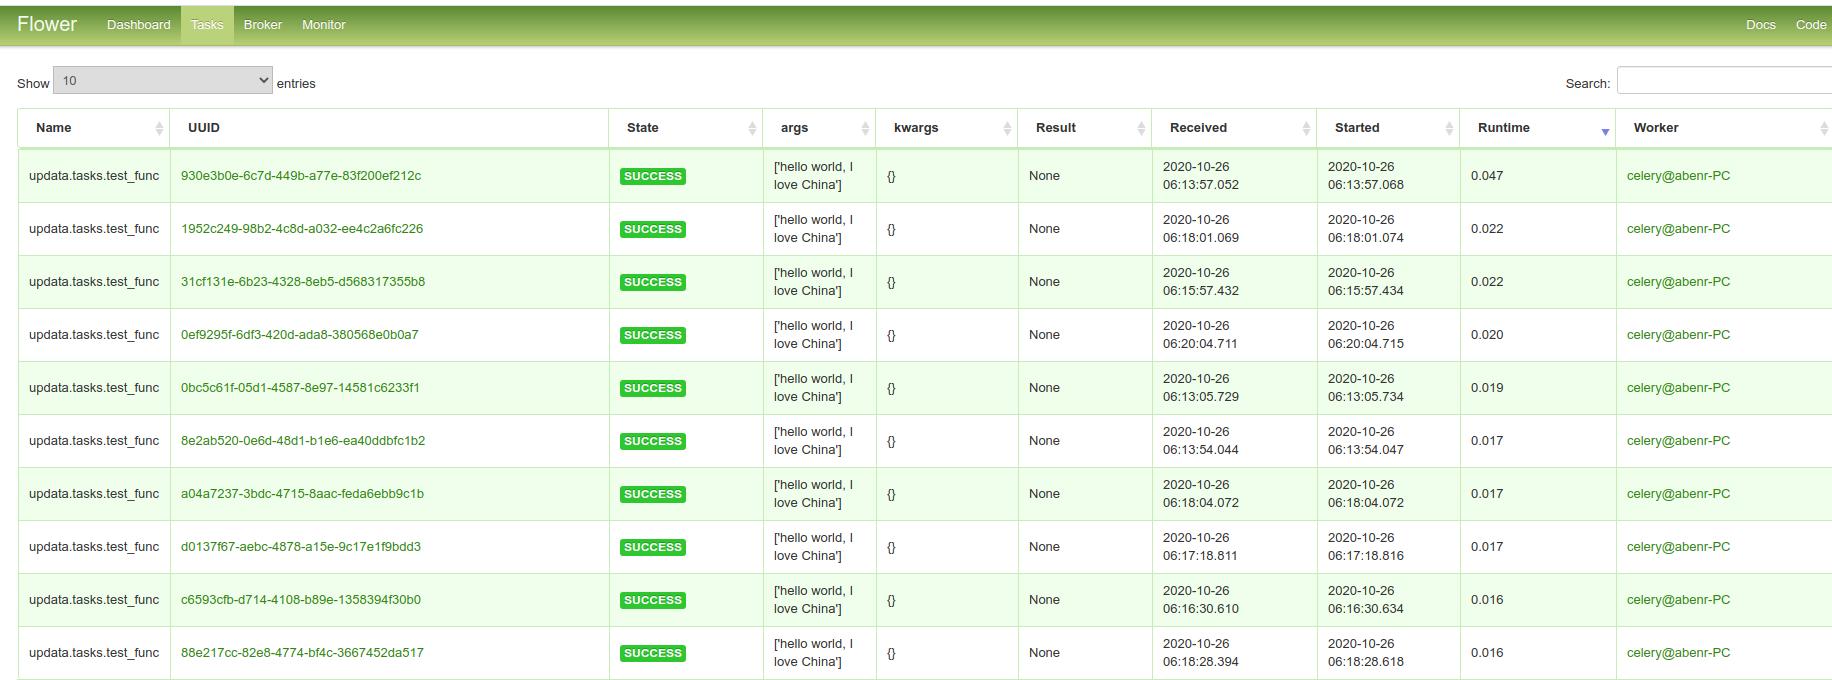 Flower Dashboard Tasks Broker Monitor Docs Code
Show 10 entries Search:
Name UUID State args kwargs Result Received Started Runtime Worker
updata.tasks.test_func 930e3b0e-6c7d-449b-a77e-83f200ef212c SUCCESS ['hello world, I love China'] {} None 2020-10-26 06:13:57.052 2020-10-26 06:13:57.068 0.047 celery@abenr-PC
updata.tasks.test_func 1952c249-98b2-4c8d-a032-ee4c2a6fc226 SUCCESS ['hello world, I love China'] {} None 2020-10-26 06:18:01.069 2020-10-26 06:18:01.074 0.022 celery@abenr-PC
updata.tasks.test_func 31cf131e-6b23-4328-8eb5-d568317355b8 SUCCESS ['hello world, I love China'] {} None 2020-10-26 06:15:57.432 2020-10-26 06:15:57.434 0.022 celery@abenr-PC
updata.tasks.test_func 0ef9295f-6df3-420d-ada8-380568e0b0a7 SUCCESS ['hello world, I love China'] {} None 2020-10-26 06:20:04.711 2020-10-26 06:20:04.715 0.020 celery@abenr-PC
updata.tasks.test_func 0bc5c61f-05d1-4587-8e97-14581c6233f1 SUCCESS ['hello world, I love China'] {} None 2020-10-26 06:13:05.729 2020-10-26 06:13:05.734 0.019 celery@abenr-PC
updata.tasks.test_func 8e2ab520-0e6d-48d1-b1e6-ea40ddbfc1b2 SUCCESS ['hello world, I love China'] {} None 2020-10-26 06:13:54.044 2020-10-26 06:13:54.047 0.017 celery@abenr-PC
updata.tasks.test_func a04a7237-3bdc-4715-8aac-feda6ebb9c1b SUCCESS ['hello world, I love China'] {} None 2020-10-26 06:18:04.072 2020-10-26 06:18:04.072 0.017 celery@abenr-PC
updata.tasks.test_func d0137f67-aebc-4878-a15e-9c17e1f9bdd3 SUCCESS ['hello world, I love China'] {} None 2020-10-26 06:17:18.811 2020-10-26 06:17:18.816 0.017 celery@abenr-PC
updata.tasks.test_func c6593cfb-d714-4108-b89e-1358394f30b0 SUCCESS ['hello world, I love China'] {} None 2020-10-26 06:16:30.610 2020-10-26 06:16:30.634 0.016 celery@abenr-PC
updata.tasks.test_func 88e217cc-82e8-4774-bf4c-3667452da517 SUCCESS ['hello world, I love China'] {} None 2020-10-26 06:18:28.394 2020-10-26 06:18:28.618 0.016 celery@abenr-PC